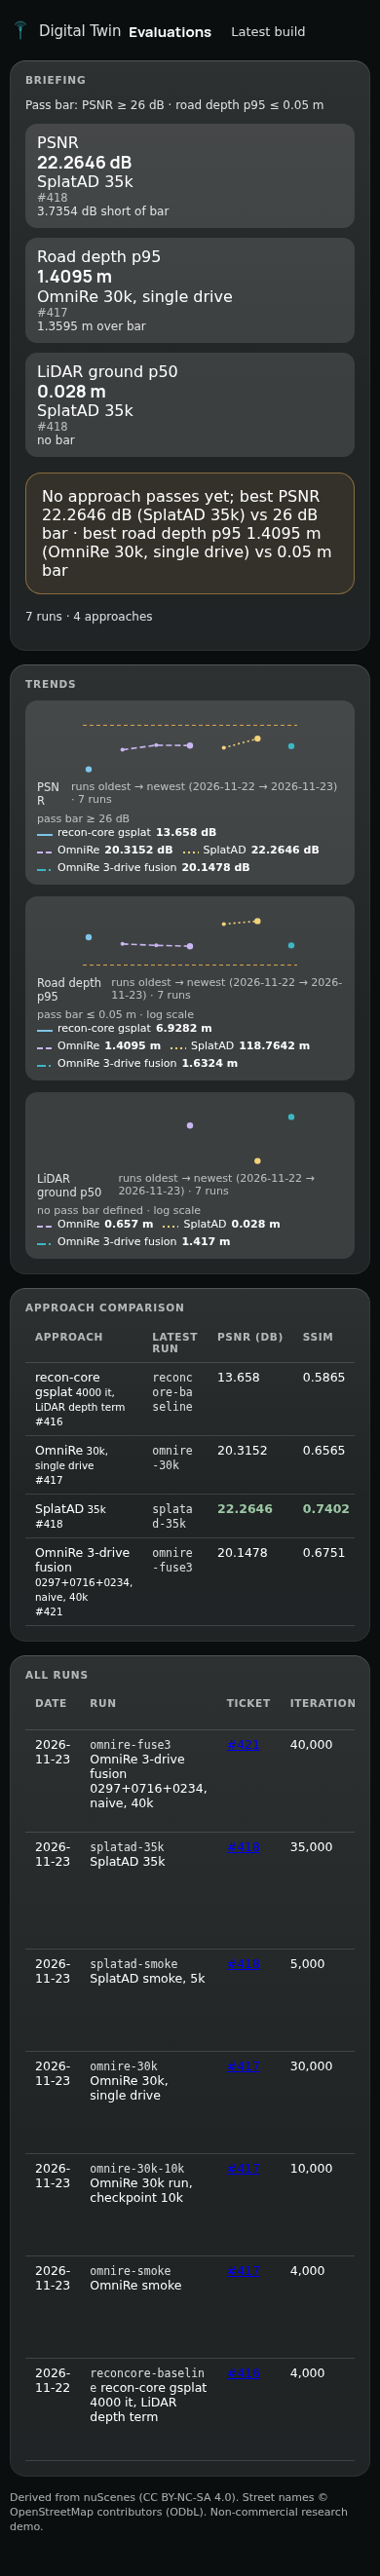 Digital Twin Evaluations Latest build
BRIEFING
Pass bar: PSNR ≥ 26 dB · road depth p95 ≤ 0.05 m
PSNR
22.2646 dB
SplatAD 35k
#418
3.7354 dB short of bar
Road depth p95
1.4095 m
OmniRe 30k, single drive
#417
1.3595 m over bar
LiDAR ground p50
0.028 m
SplatAD 35k
#418
no bar
No approach passes yet; best PSNR
22.2646 dB (SplatAD 35k) vs 26 dB
bar · best road depth p95 1.4095 m
(OmniRe 30k, single drive) vs 0.05 m
bar
7 runs · 4 approaches
TRENDS
PSN
R
runs oldest → newest (2026-11-22 → 2026-11-23)
· 7 runs
pass bar ≥ 26 dB
recon-core gsplat 13.658 dB
OmniRe 20.3152 dB SplatAD 22.2646 dB
OmniRe 3-drive fusion 20.1478 dB
Road depth
p95
runs oldest → newest (2026-11-22 → 2026-
11-23) · 7 runs
pass bar ≤ 0.05 m · log scale
recon-core gsplat 6.9282 m
OmniRe 1.4095 m SplatAD 118.7642 m
OmniRe 3-drive fusion 1.6324 m
LiDAR
ground p50
runs oldest → newest (2026-11-22 →
2026-11-23) · 7 runs
no pass bar defined · log scale
OmniRe 0.657 m SplatAD 0.028 m
OmniRe 3-drive fusion 1.417 m
APPROACH COMPARISON
APPROACH LATEST RUN PSNR (DB) SSIM
recon-core
gsplat 4000 it,
LiDAR depth term
#416
reconc
ore-ba
seline
13.658 0.5865
OmniRe 30k,
single drive
#417
omnire
-30k
20.3152 0.6565
SplatAD 35k
#418
splata
d-35k
22.2646 0.7402
OmniRe 3-drive
fusion
0297+0716+0234,
naive, 40k
#421
omnire
-fuse3
20.1478 0.6751
ALL RUNS
DATE RUN TICKET ITERATION
2026-
11-23
omnire-fuse3
OmniRe 3-drive
fusion
0297+0716+0234,
naive, 40k
#421 40,000
2026-
11-23
splatad-35k
SplatAD 35k
#418 35,000
2026-
11-23
splatad-smoke
SplatAD smoke, 5k
#418 5,000
2026-
11-23
omnire-30k
OmniRe 30k,
single drive
#417 30,000
2026-
11-23
omnire-30k-10k
OmniRe 30k run,
checkpoint 10k
#417 10,000
2026-
11-23
omnire-smoke
OmniRe smoke
#417 4,000
2026-
11-22
reconcore-baselin
e recon-core gsplat
4000 it, LiDAR
depth term
#416 4,000
Derived from nuScenes (CC BY-NC-SA 4.0). Street names ©
OpenStreetMap contributors (ODbL). Non-commercial research
demo.